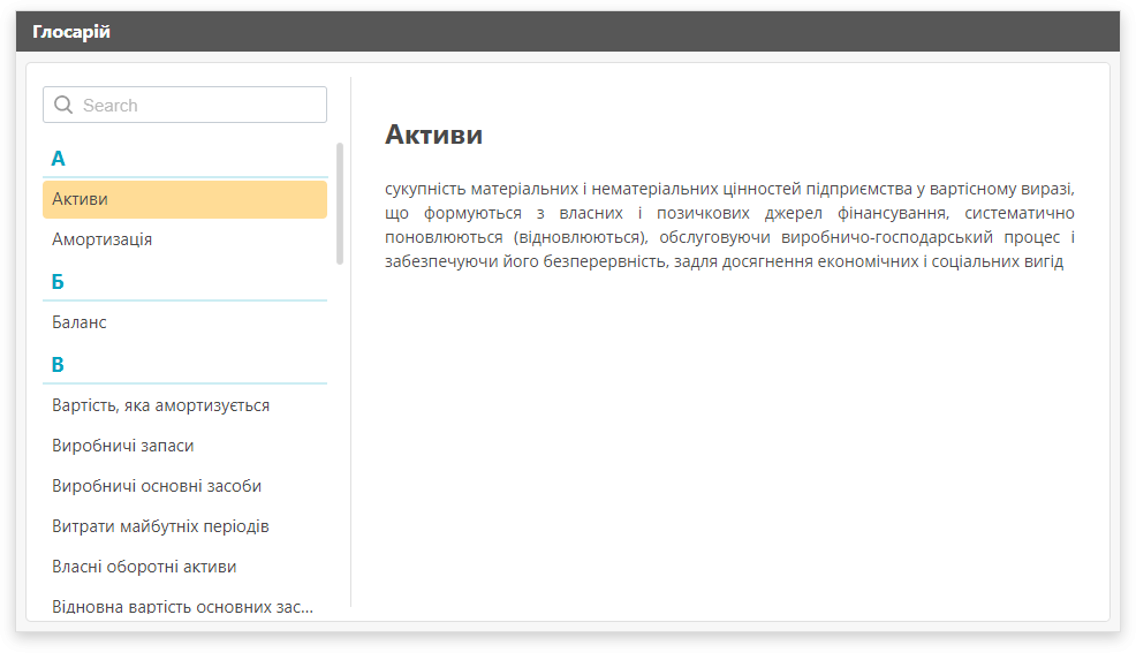 Глосарій
Search
А
Активи
Амортизація
Б
Баланс
В
Вартість, яка амортизується
Виробничі запаси
Виробничі основні засоби
Витрати майбутніх періодів
Власні оборотні активи
Відновна вартість основних зас...
Активи
сукупність матеріальних і нематеріальних цінностей підприємства у вартісному виразі,
що формуються з власних і позичкових джерел фінансування, систематично
поновлюються (відновлюються), обслуговуючи виробничо-господарський процес і
забезпечуючи його безперервність, задля досягнення економічних і соціальних вигід